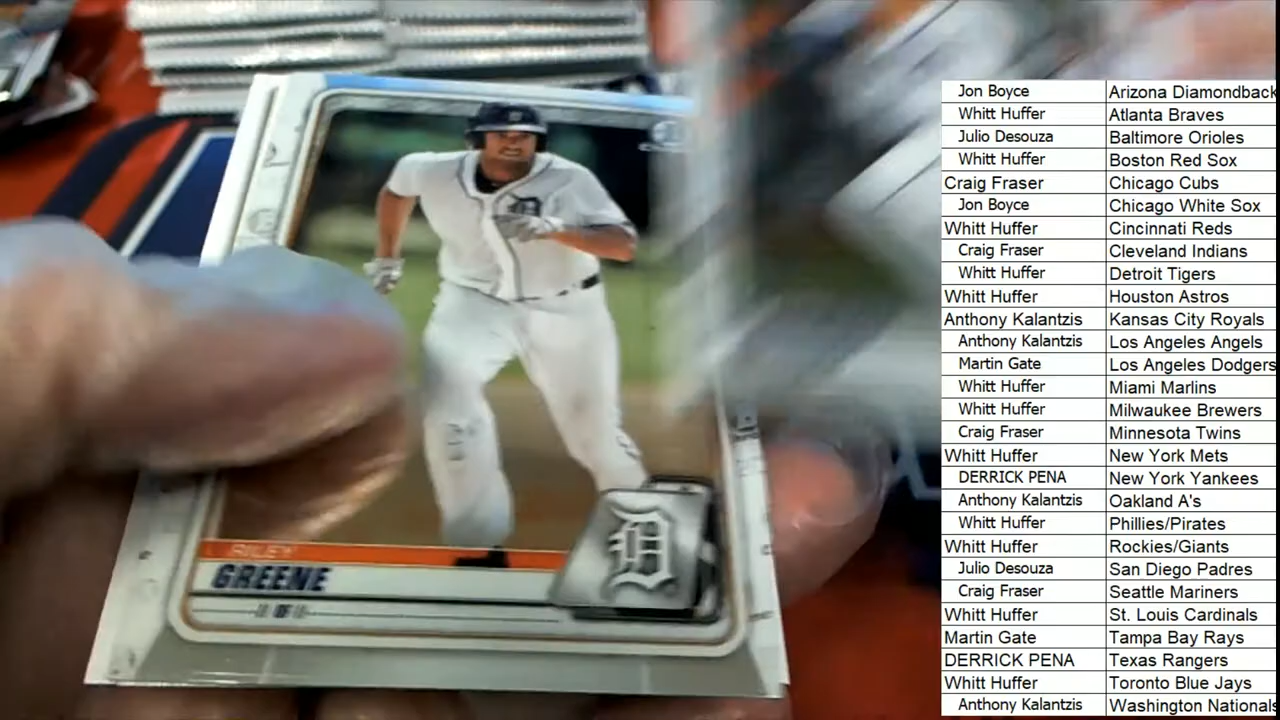 RILEY
GREENE
OF
D
Jon Boyce Arizona Diamondback
Whitt Huffer Atlanta Braves
Julio Desouza Baltimore Orioles
Whitt Huffer Boston Red Sox
Craig Fraser Chicago Cubs
Jon Boyce Chicago White Sox
Whitt Huffer Cincinnati Reds
Craig Fraser Cleveland Indians
Whitt Huffer Detroit Tigers
Whitt Huffer Houston Astros
Anthony Kalantzis Kansas City Royals
Anthony Kalantzis Los Angeles Angels
Martin Gate Los Angeles Dodgers
Whitt Huffer Miami Marlins
Whitt Huffer Milwaukee Brewers
Craig Fraser Minnesota Twins
Whitt Huffer New York Mets
DERRICK PENA New York Yankees
Anthony Kalantzis Oakland A's
Whitt Huffer Phillies/Pirates
Whitt Huffer Rockies/Giants
Julio Desouza San Diego Padres
Craig Fraser Seattle Mariners
Whitt Huffer St. Louis Cardinals
Martin Gate Tampa Bay Rays
DERRICK PENA Texas Rangers
Whitt Huffer Toronto Blue Jays
Anthony Kalantzis Washington Nationals